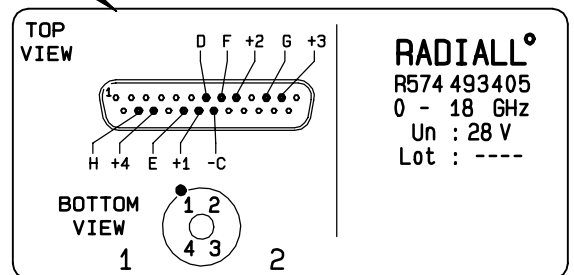 TOP
VIEW
D F +2 G +3
1
H +4 E +1 -C
BOTTOM
VIEW
1 2
4 3
1 2
RADIALL°
R574 493405
0 - 18 GHz
Un : 28 V
Lot : ----